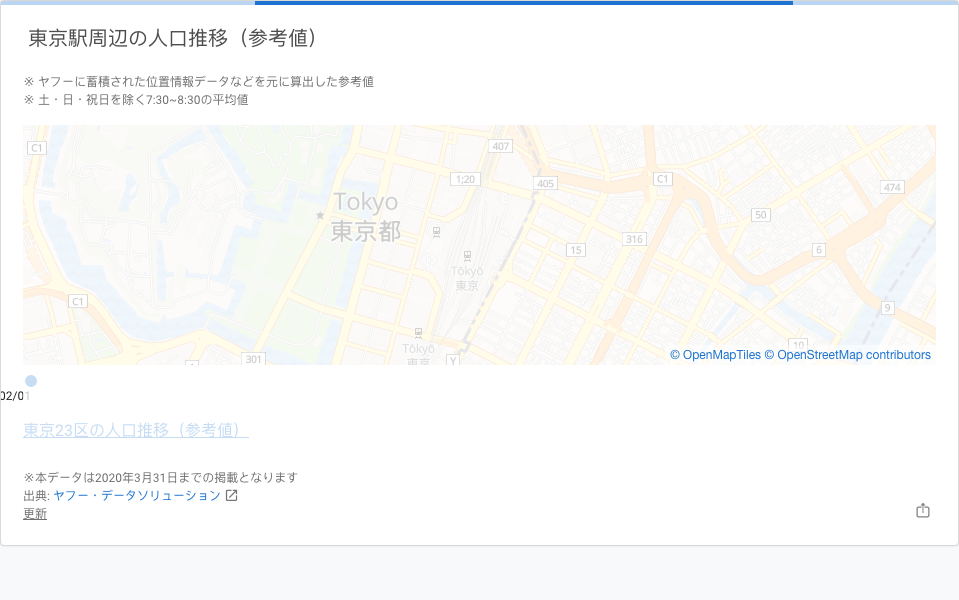 東京駅周辺の人口推移（参考値）
※ ヤフーに蓄積された位置情報データなどを元に算出した参考値
※ 土・日・祝日を除く7:30~8:30の平均値
C1
407
1;20
405
C1
474
Tokyo
東京都
50
316
15
6
Tōkyō
東京
C1
9
10
301
Tōkyō
東京
Y
© OpenMapTiles © OpenStreetMap contributors
02/01
東京23区の人口推移（参考値）
※本データは2020年3月31日までの掲載となります
出典: ヤフー・データソリューション
更新